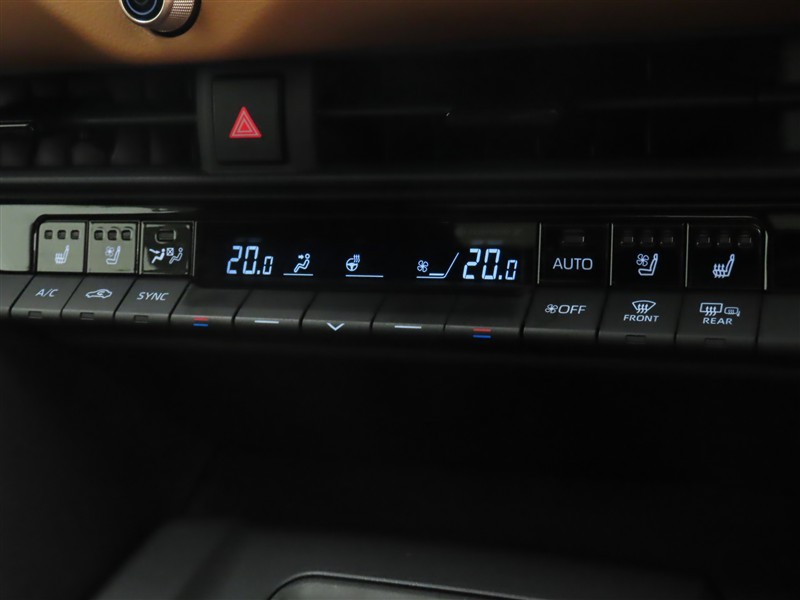 20.0 20.0 AUTO
A/C SYNC OFF FRONT REAR